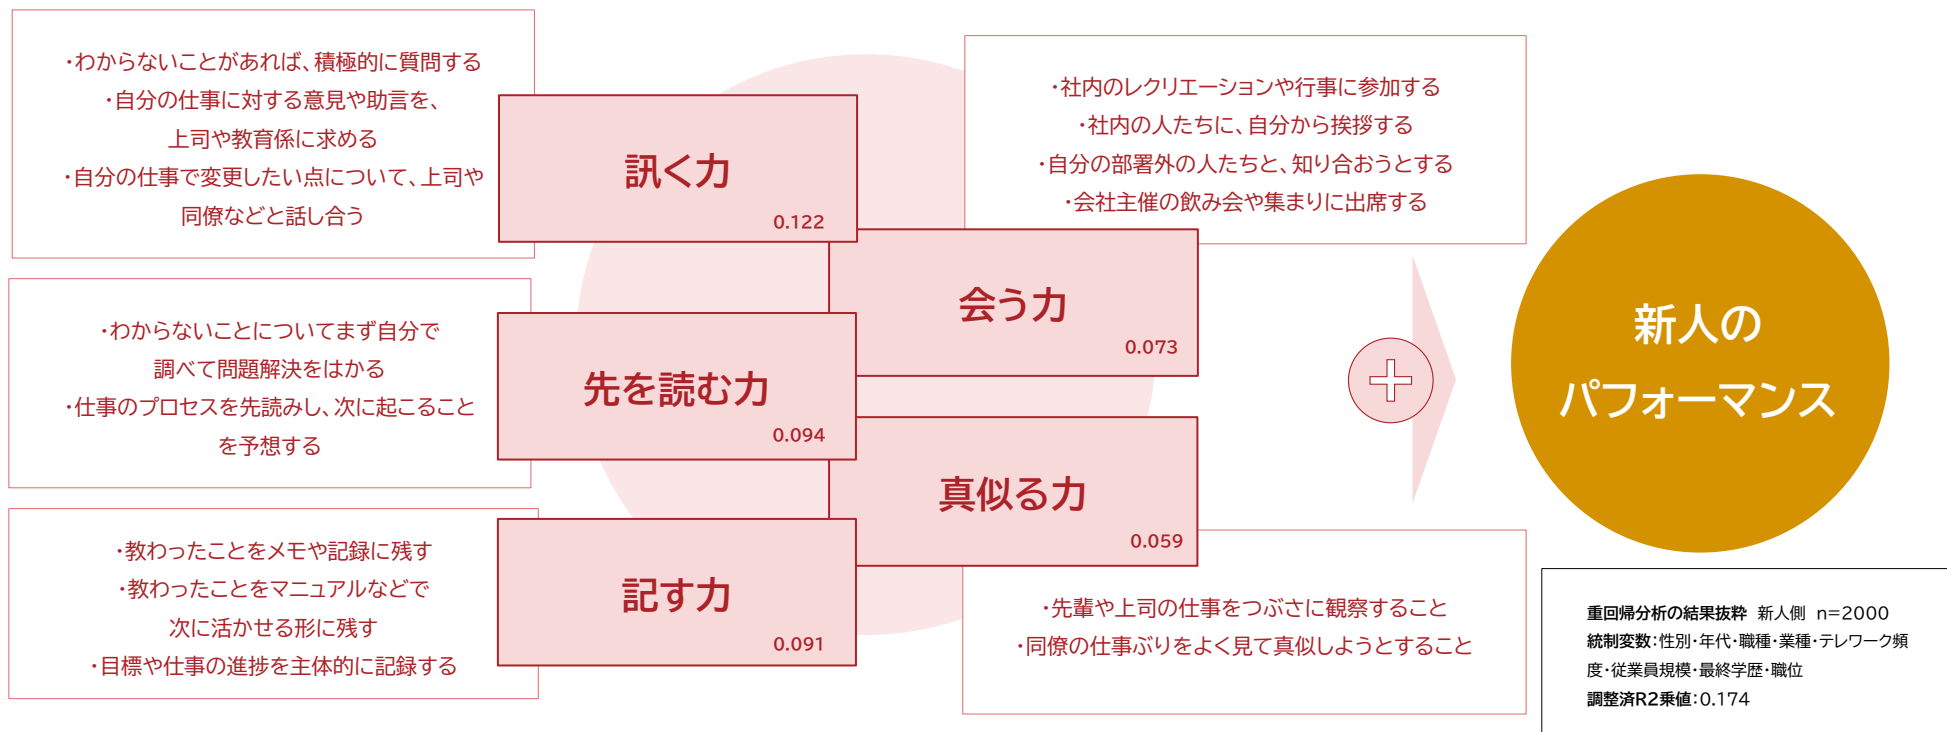 ・わからないことがあれば、積極的に質問する
・自分の仕事に対する意見や助言を、
上司や教育係に求める
・自分の仕事で変更したい点について、上司や
同僚などと話し合う
訊く力
0.122
・社内のレクリエーションや行事に参加する
・社内の人たちに、自分から挨拶する
・自分の部署外の人たちと、知り合おうとする
・会社主催の飲み会や集まりに出席する
会う力
0.073
・わからないことについてまず自分で
調べて問題解決をはかる
・仕事のプロセスを先読みし、次に起こること
を予想する
先を読む力
0.094
真似る力
0.059
・先輩や上司の仕事をつぶさに観察すること
・同僚の仕事ぶりをよく見て真似しようとすること
・教わったことをメモや記録に残す
・教わったことをマニュアルなどで
次に活かせる形に残す
・目標や仕事の進捗を主体的に記録する
記す力
0.091
新人の
パフォーマンス
重回帰分析の結果抜粋 新人側 n=2000
統制変数:性別・年代・職種・業種・テレワーク頻
度・従業員規模・最終学歴・職位
調整済R2乗値:0.174